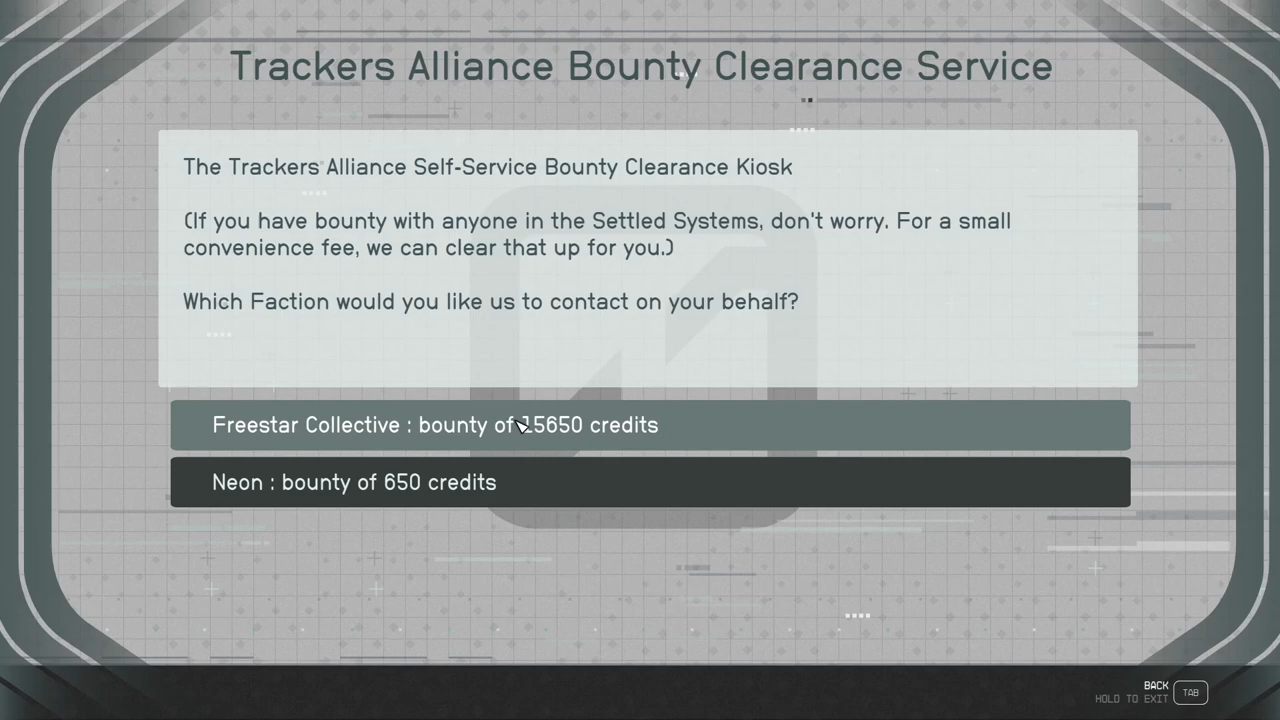 Trackers Alliance Bounty Clearance Service
The Trackers Alliance Self-Service Bounty Clearance Kiosk
(If you have bounty with anyone in the Settled Systems, don't worry. For a small
convenience fee, we can clear that up for you.)
Which Faction would you like us to contact on your behalf?
Freestar Collective : bounty of 15650 credits
Neon : bounty of 650 credits
BACK
HOLD TO EXIT
TAB